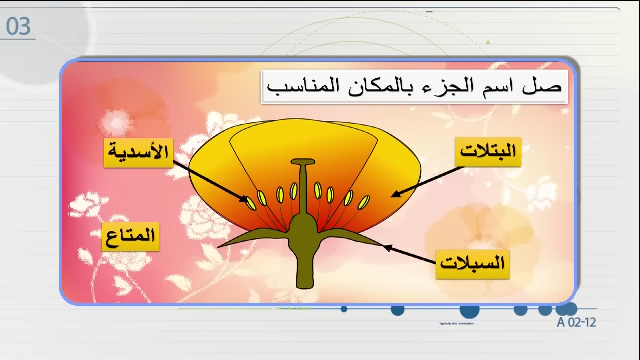 03
صل اسم الجزء بالمكان المناسب
البتلات
الأسدية
المتاع
السبلات
A 02-12